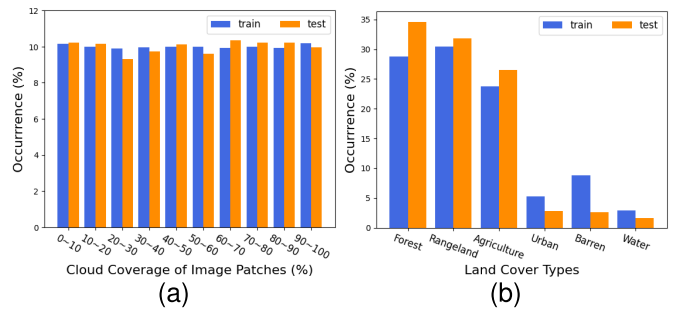 train test
12
10
8
6
4
2
0
Occurrrence (%)
0~10 10~20 20~30 30~40 40~50 50~60 60~70 70~80 80~90 90~100
Cloud Coverage of Image Patches (%)
(a)
train test
35
30
25
20
15
10
5
0
Occurrrence (%)
Forest Rangeland Agriculture Urban Barren Water
Land Cover Types
(b)